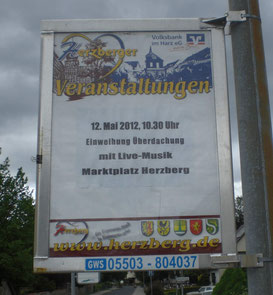 Herzberger
Volksbank
im Harz eG
Veranstaltungen
12. Mai 2012, 10.30 Uhr
Einweihung Überdachung
mit Live-Musik
Marktplatz Herzberg
www.herzberg.de
GWS 05503 - 804037